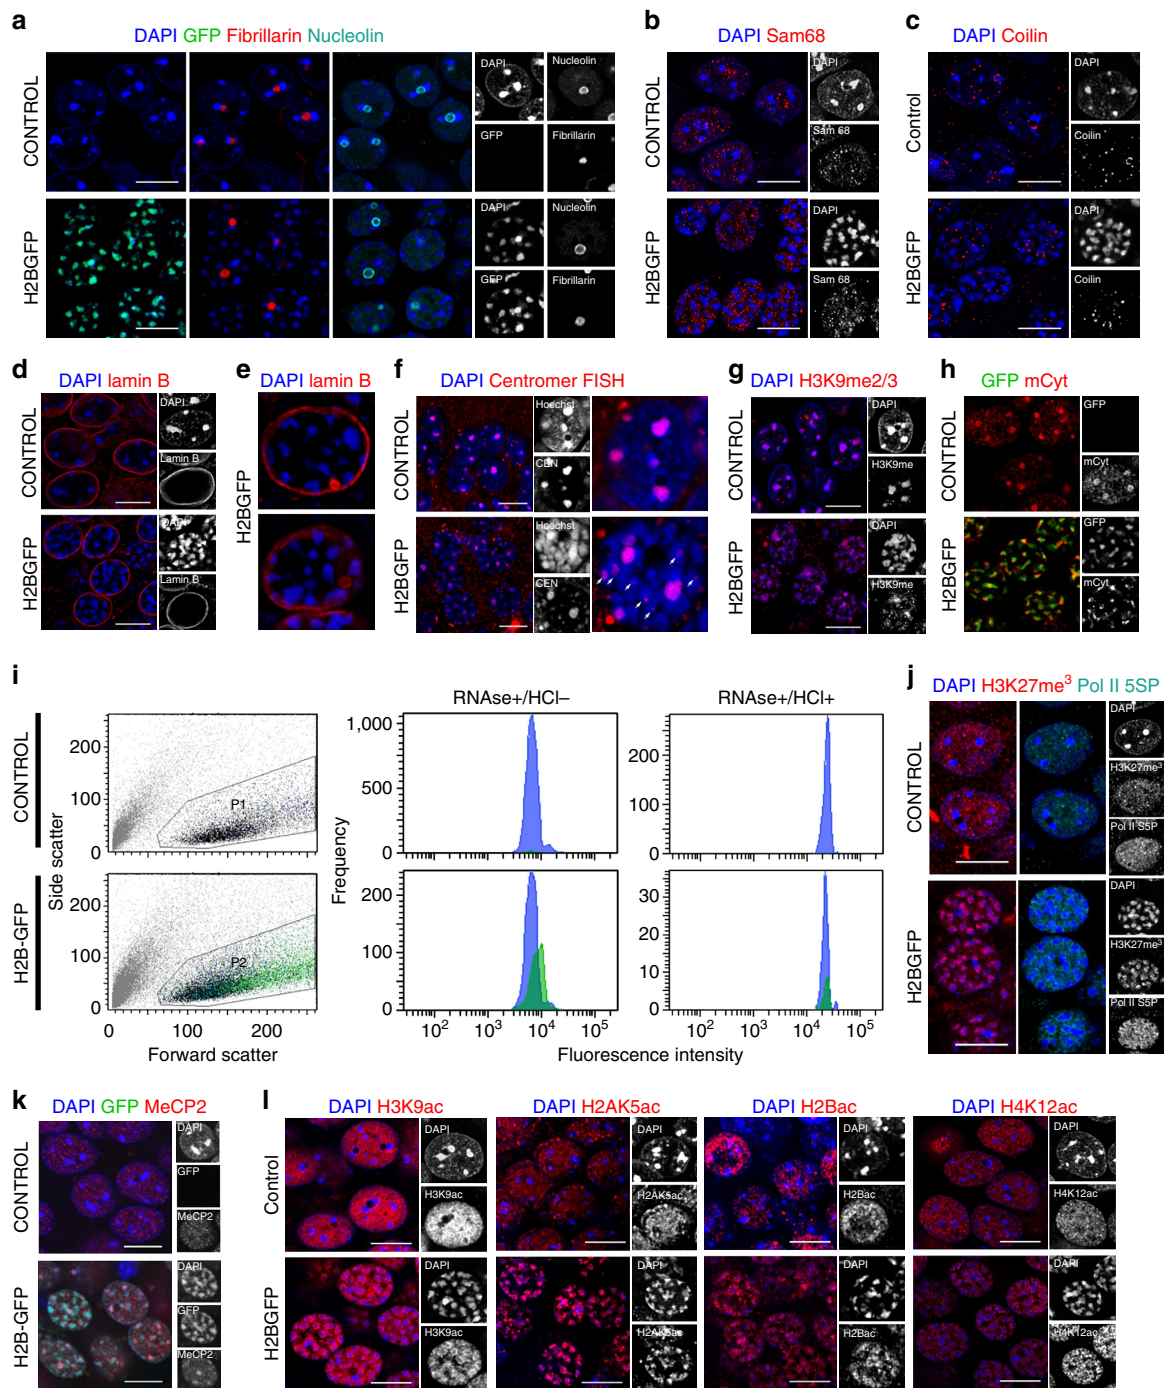 a
DAPI GFP Fibrillarin Nucleolin
CONTROL
H2BGFP
DAPI
Nucleolin
GFP
Fibrillarin
DAPI
Nucleolin
GFP
Fibrillarin
b
DAPI Sam68
CONTROL
H2BGFP
DAPI
Sam 68
DAPI
Sam 68
c
DAPI Coilin
Control
H2BGFP
DAPI
Coilin
DAPI
Coilin
d
DAPI lamin B
CONTROL
H2BGFP
DAPI
Lamin B
DAPI
Lamin B
e
DAPI lamin B
H2BGFP
f
DAPI Centromer FISH
CONTROL
H2BGFP
Hoechst
CEN
Hoechst
CEN
g
DAPI H3K9me2/3
CONTROL
H2BGFP
DAPI
H3K9me
DAPI
H3K9me
h
GFP mCyt
CONTROL
H2BGFP
GFP
mCyt
GFP
mCyt
i
CONTROL
H2B-GFP
Side scatter
200
100
0
P1
200
100
0
P2
0 100 200
Forward scatter
RNAse+/HCl−
RNAse+/HCl+
Frequency
1,000
500
0
200
100
0
200
100
0
30
20
10
0
10² 10³ 10⁴ 10⁵
10² 10³ 10⁴ 10⁵
Fluorescence intensity
j
DAPI H3K27me³ Pol II 5SP
CONTROL
H2BGFP
DAPI
H3K27me³
Pol II S5P
DAPI
H3K27me³
Pol II S5P
k
DAPI GFP MeCP2
CONTROL
H2B-GFP
DAPI
GFP
MeCP2
DAPI
GFP
MeCP2
l
DAPI H3K9ac
DAPI H2AK5ac
DAPI H2Bac
DAPI H4K12ac
Control
H2BGFP
DAPI
H3K9ac
DAPI
H2AK5ac
DAPI
H2Bac
DAPI
H4K12ac
DAPI
H3K9ac
DAPI
H2AK5ac
DAPI
H2Bac
DAPI
H4K12ac